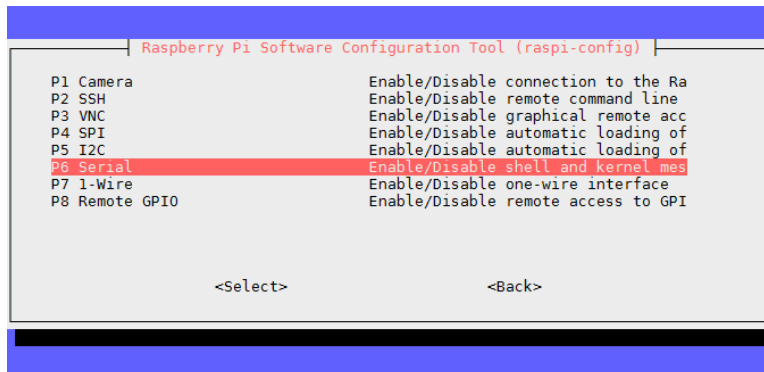 Raspberry Pi Software Configuration Tool (raspi-config)
P1 Camera Enable/Disable connection to the Ra
P2 SSH Enable/Disable remote command line
P3 VNC Enable/Disable graphical remote acc
P4 SPI Enable/Disable automatic loading of
P5 I2C Enable/Disable automatic loading of
P6 Serial Enable/Disable shell and kernel mes
P7 1-Wire Enable/Disable one-wire interface
P8 Remote GPIO Enable/Disable remote access to GPI
<Select> <Back>